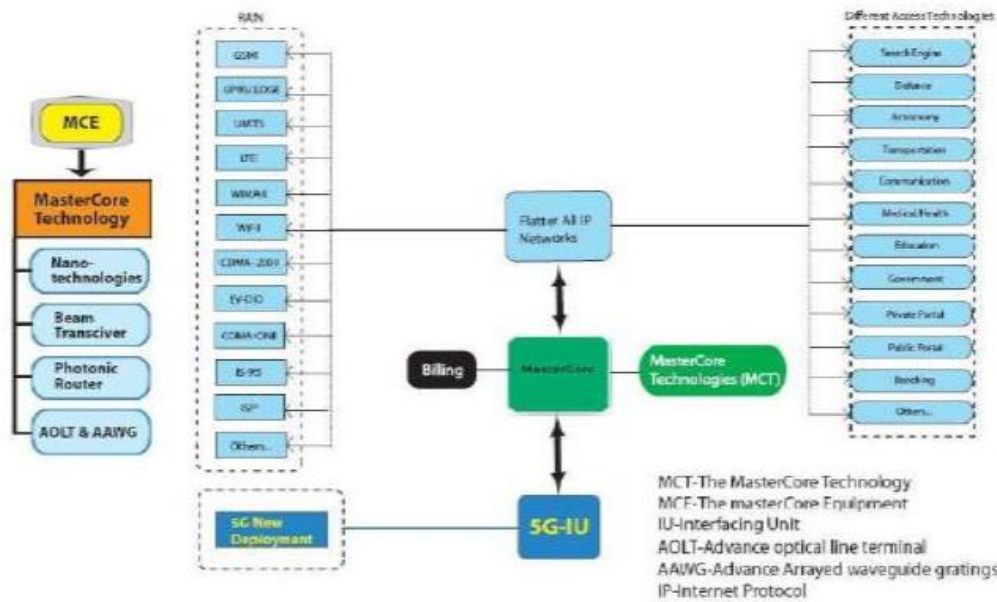 RAIN
GSM
GPRS/EDGE
UMTS
LTE
WIMAX
WI-FI
CDMA-2000
EV-DO
CDMA-ONE
IS-95
ISP
Others...
MCE
MasterCore
Technology
Nano-
technologies
Beam
Transciver
Photonic
Router
AOLT & AAWG
5G New
Deployment
Flatter All IP
Networks
Billing
MasterCore
MasterCore
Technologies (MCT)
5G-IU
Different Access Technologies
Search Engine
Defence
Astronomy
Transportation
Communication
Medical/Health
Education
Government
Private Portal
Public Portal
Banking
Others...
MCT-The MasterCore Technology
MCE-The masterCore Equipment
IU-Interfacing Unit
AOLT-Advance optical line terminal
AAWG-Advance Arrayed waveguide gratings
IP-Internet Protocol